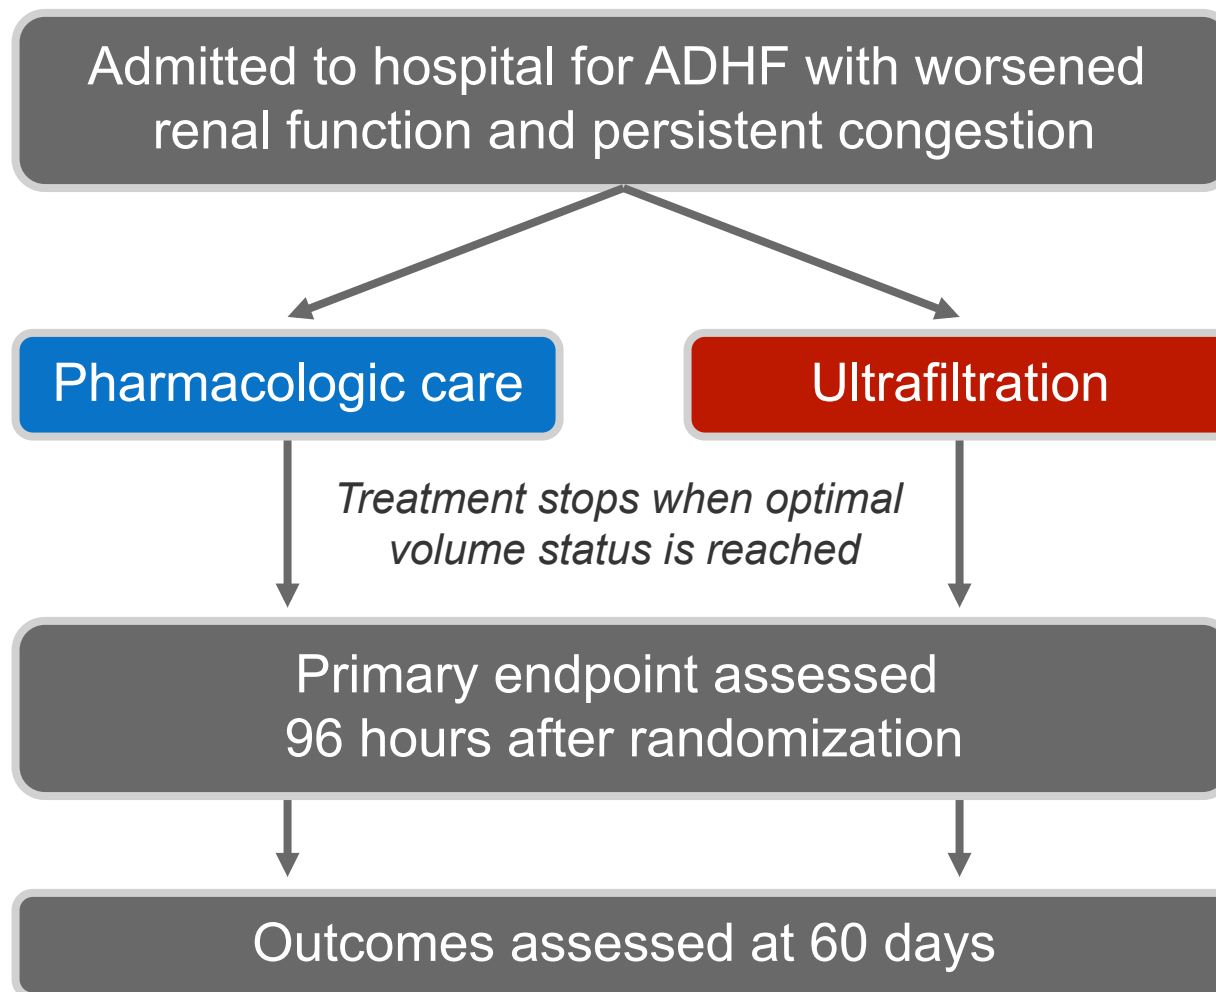 Admitted to hospital for ADHF with worsened
renal function and persistent congestion
Pharmacologic care
Ultrafiltration
Treatment stops when optimal
volume status is reached
Primary endpoint assessed
96 hours after randomization
Outcomes assessed at 60 days